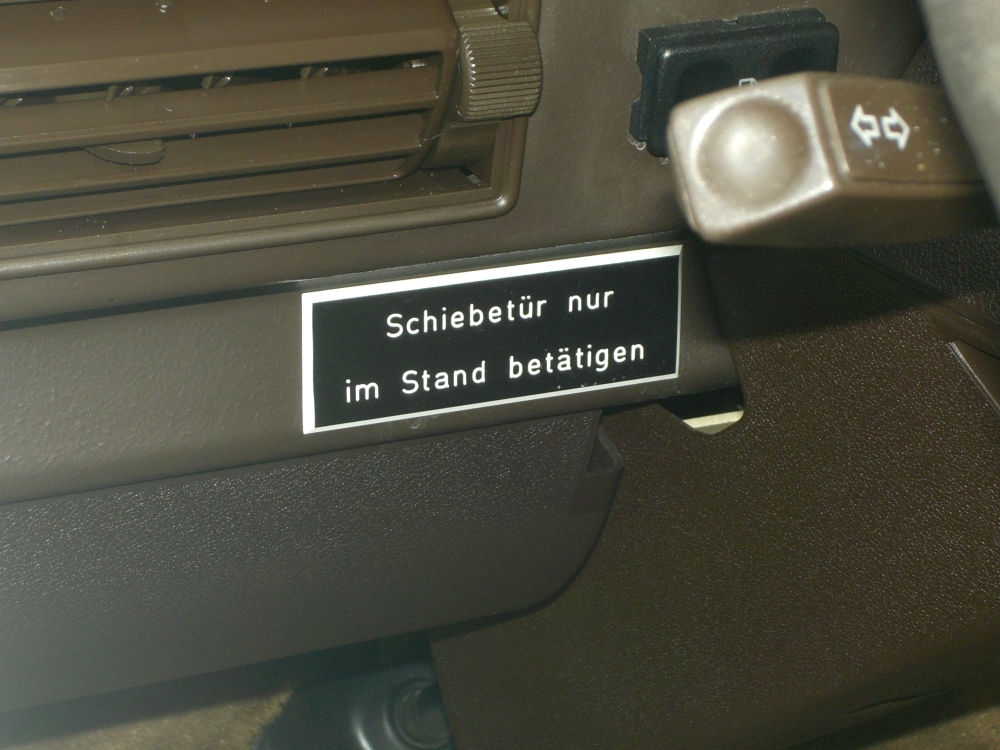 Schiebetür nur
im Stand betätigen